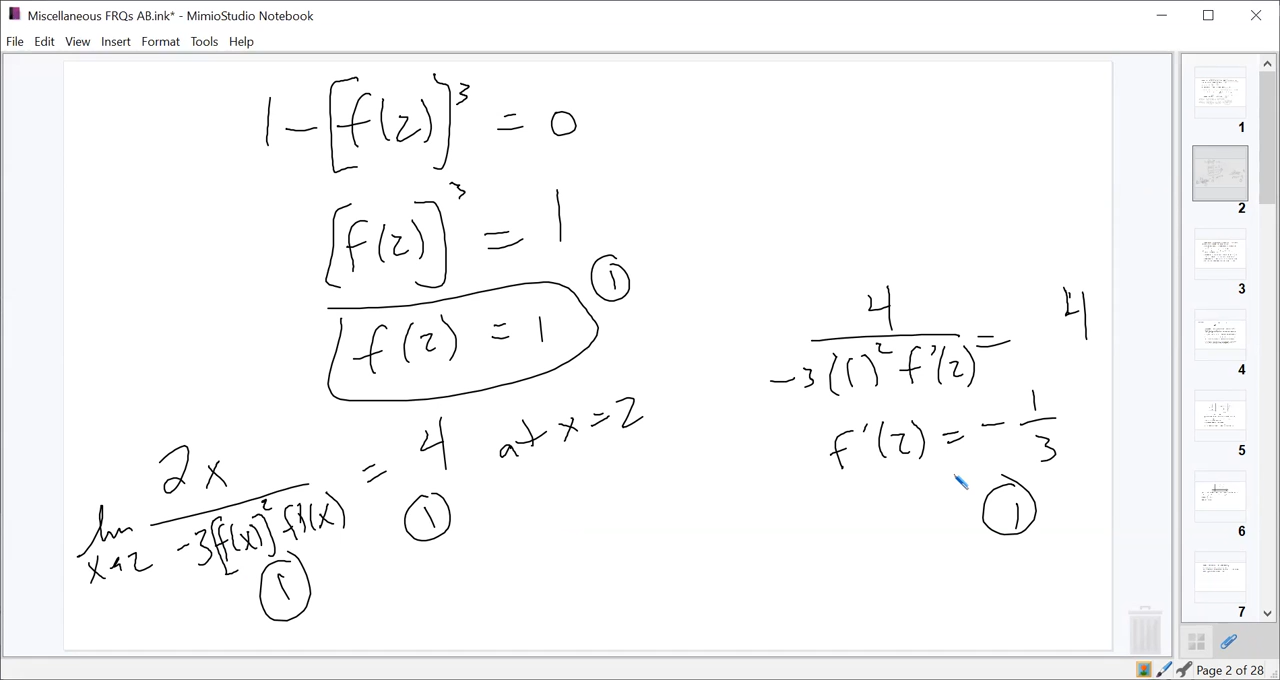 Miscellaneous FRQs AB.ink* - MimioStudio Notebook
File Edit View Insert Format Tools Help
1 - [f(2)]³ = 0
[f(2)]³ = 1
①
f(2) = 1
2x / -3[f(x)]² f'(x) = 4 at x = 2
lim x→2
①
①
4 / -3(1)² f'(2) = 4
f'(2) = - 1/3
①
1
2
3
4
5
6
7
Page 2 of 28